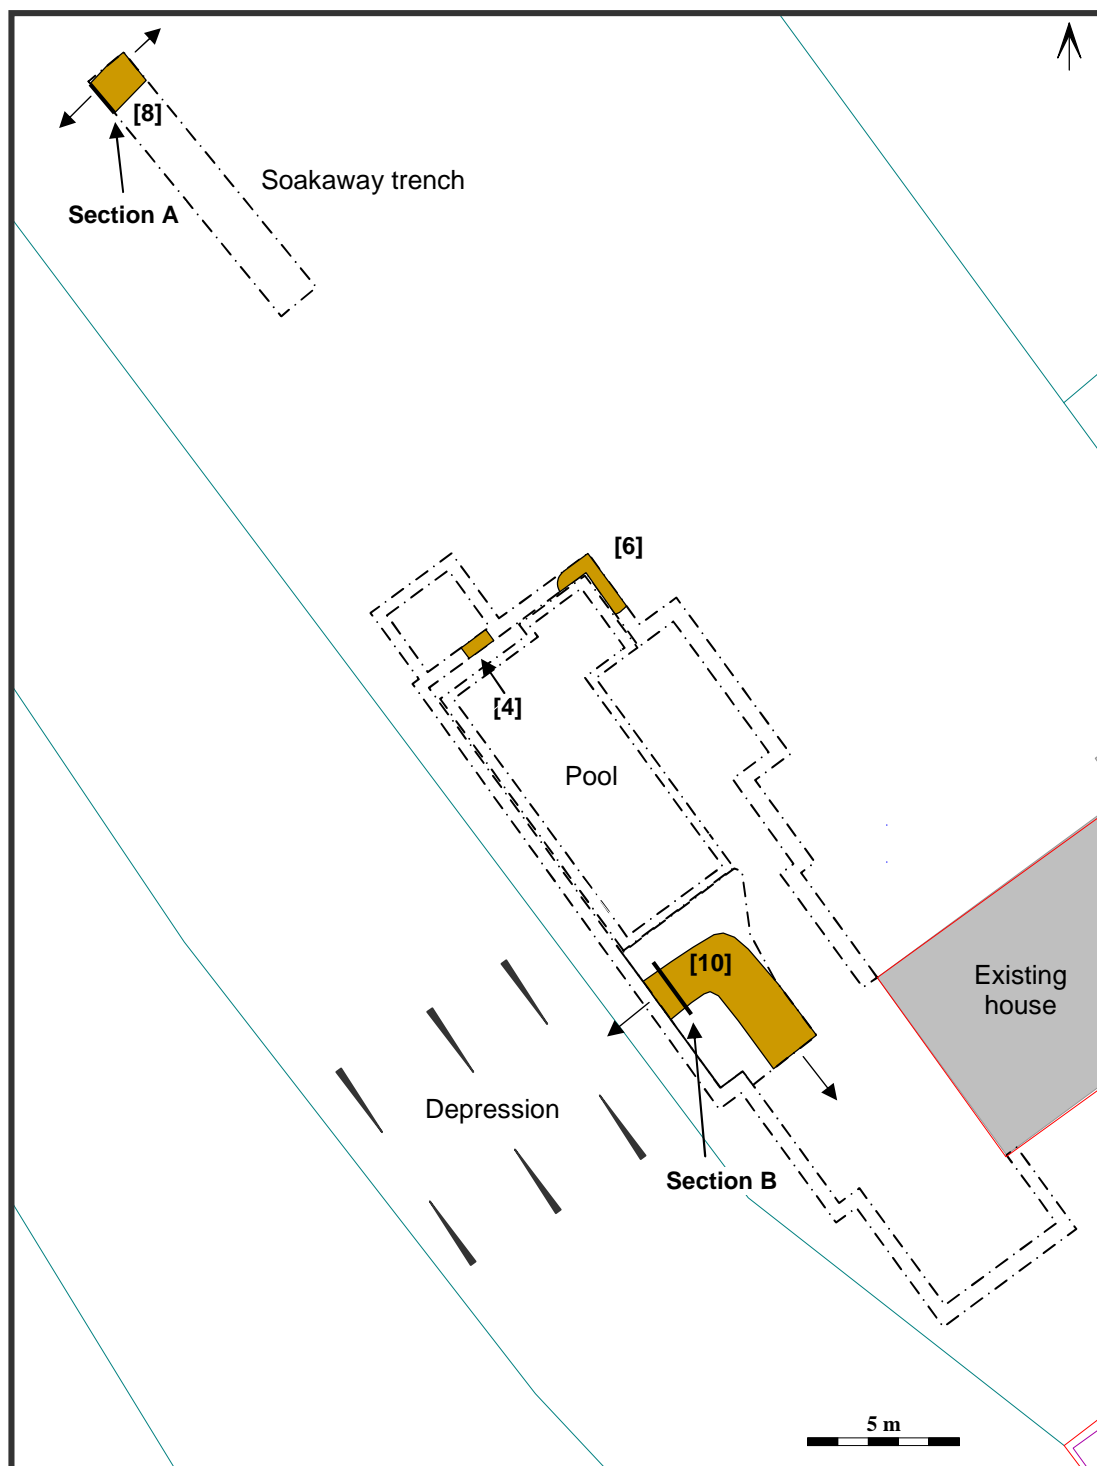 [8]
Soakaway trench
Section A
[6]
[4]
Pool
[10]
Existing
house
Depression
Section B
5 m